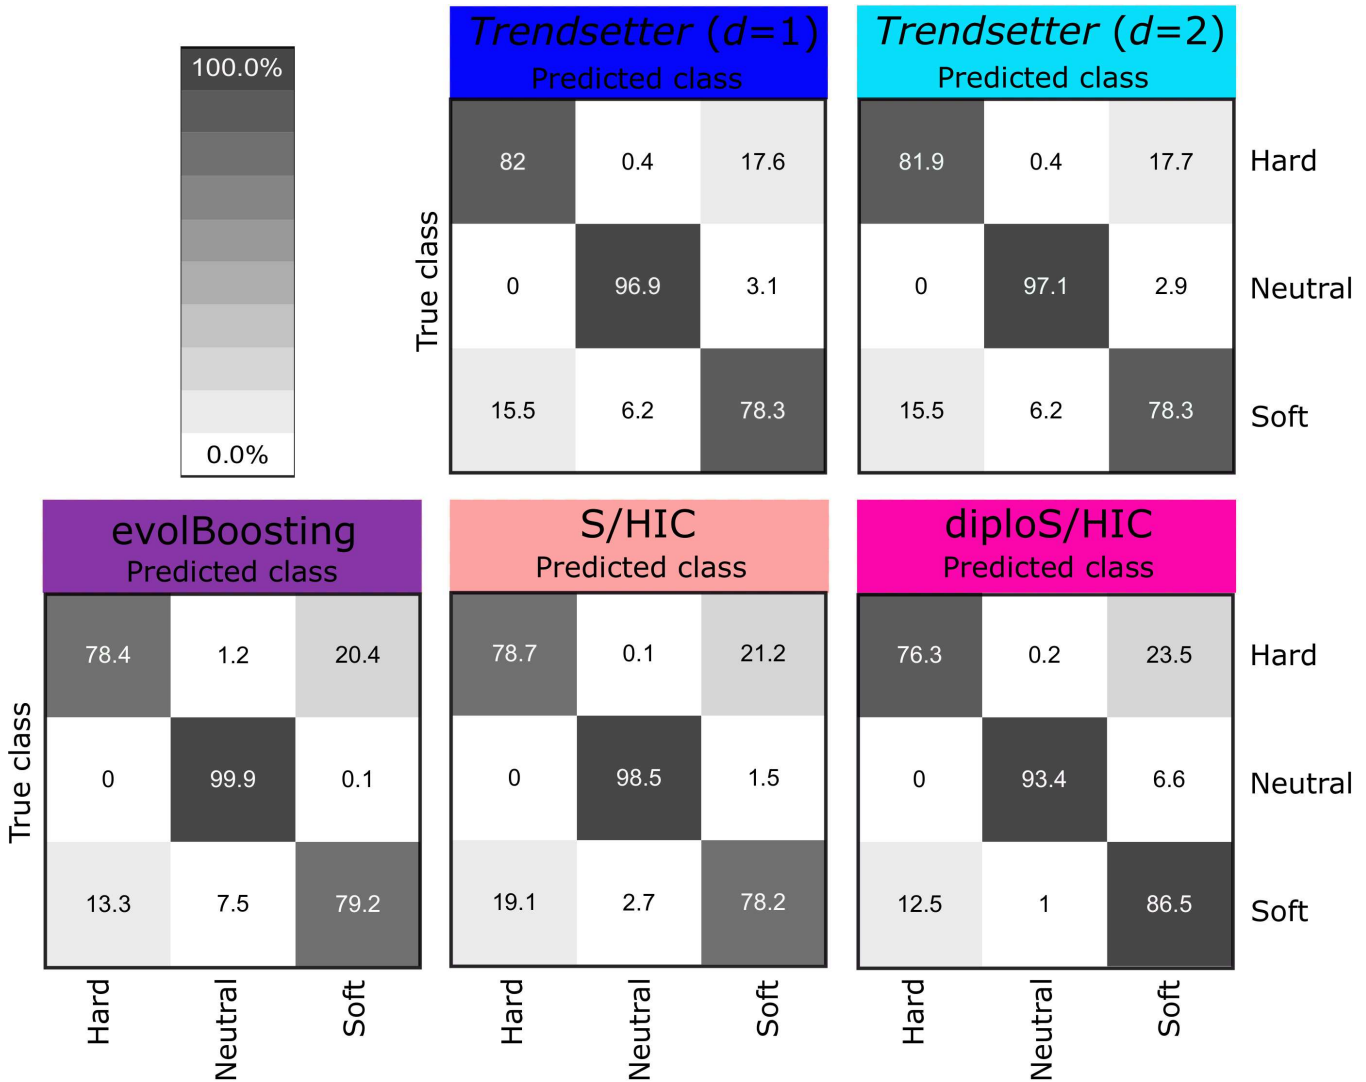 100.0%
0.0%
Trendsetter (d=1)
Predicted class
Trendsetter (d=2)
Predicted class
True class
82 0.4 17.6
81.9 0.4 17.7
Hard
0 96.9 3.1
0 97.1 2.9
Neutral
15.5 6.2 78.3
15.5 6.2 78.3
Soft
evolBoosting
Predicted class
S/HIC
Predicted class
diploS/HIC
Predicted class
True class
78.4 1.2 20.4
78.7 0.1 21.2
76.3 0.2 23.5
Hard
0 99.9 0.1
0 98.5 1.5
0 93.4 6.6
Neutral
13.3 7.5 79.2
19.1 2.7 78.2
12.5 1 86.5
Soft
Hard
Neutral
Soft
Hard
Neutral
Soft
Hard
Neutral
Soft